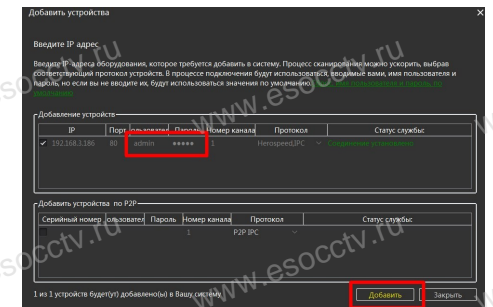 Добавить устройства
Введите IP адрес
Введите IP адреса оборудования, которое требуется добавить в систему. Процесс сканирования можно ускорить, выбрав
соответствующий протокол устройств. В процессе подключения будут использоваться вводимые вами, имя пользователя и
пароль, но если вы не вводите их, будут использоваться значения по умолчанию.
умолчанию
Добавление устройств
IP Порт ользовател Пароль Номер канала Протокол Статус службы:
192.168.3.186 80 admin ●●●●● 1 Herospeed,IPC Соединение установлено
Добавить устройства по P2P
Серийный номер ользовател Пароль Номер канала Протокол Статус службы:
1 P2P IPC
1 из 1 устройств будет(ут) добавлено(ы) в Вашу систему
Добавить Закрыть
www.esocctv.ru
www.esocctv.ru